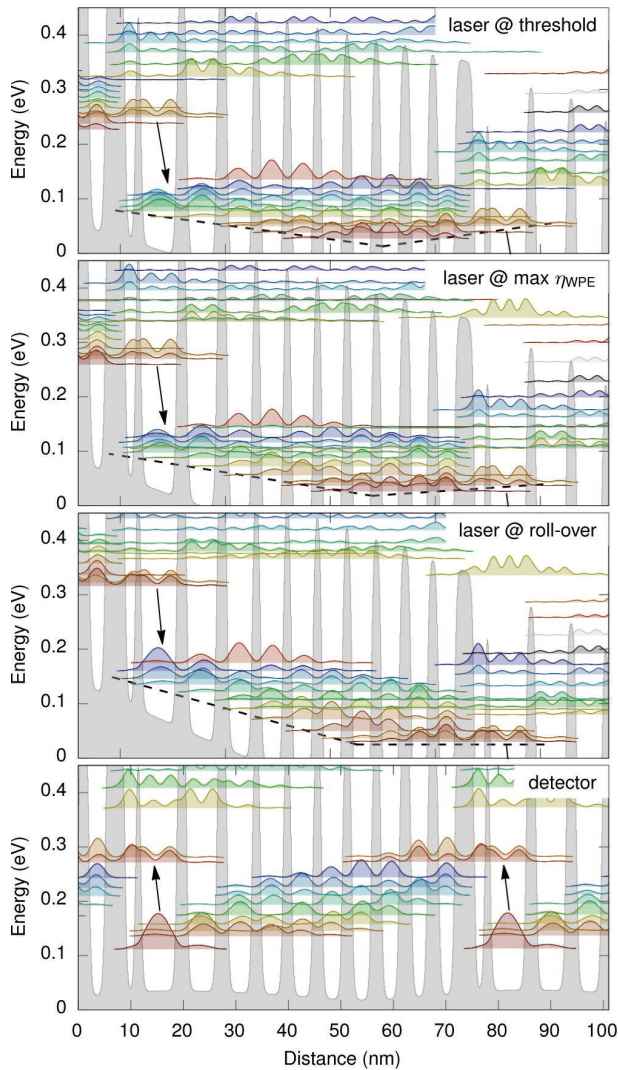 0.4
laser @ threshold
0.3
Energy (eV)
0.2
0.1
0
0.4
laser @ max ηWPE
0.3
Energy (eV)
0.2
0.1
0
0.4
laser @ roll-over
0.3
Energy (eV)
0.2
0.1
0
0.4
detector
0.3
Energy (eV)
0.2
0.1
0
0 10 20 30 40 50 60 70 80 90 100
Distance (nm)